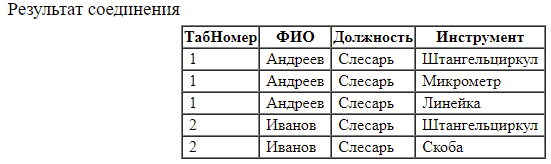 Результат соединения
ТабНомер ФИО Должность Инструмент
1 Андреев Слесарь Штангельциркул
1 Андреев Слесарь Микрометр
1 Андреев Слесарь Линейка
2 Иванов Слесарь Штангельциркул
2 Иванов Слесарь Скоба